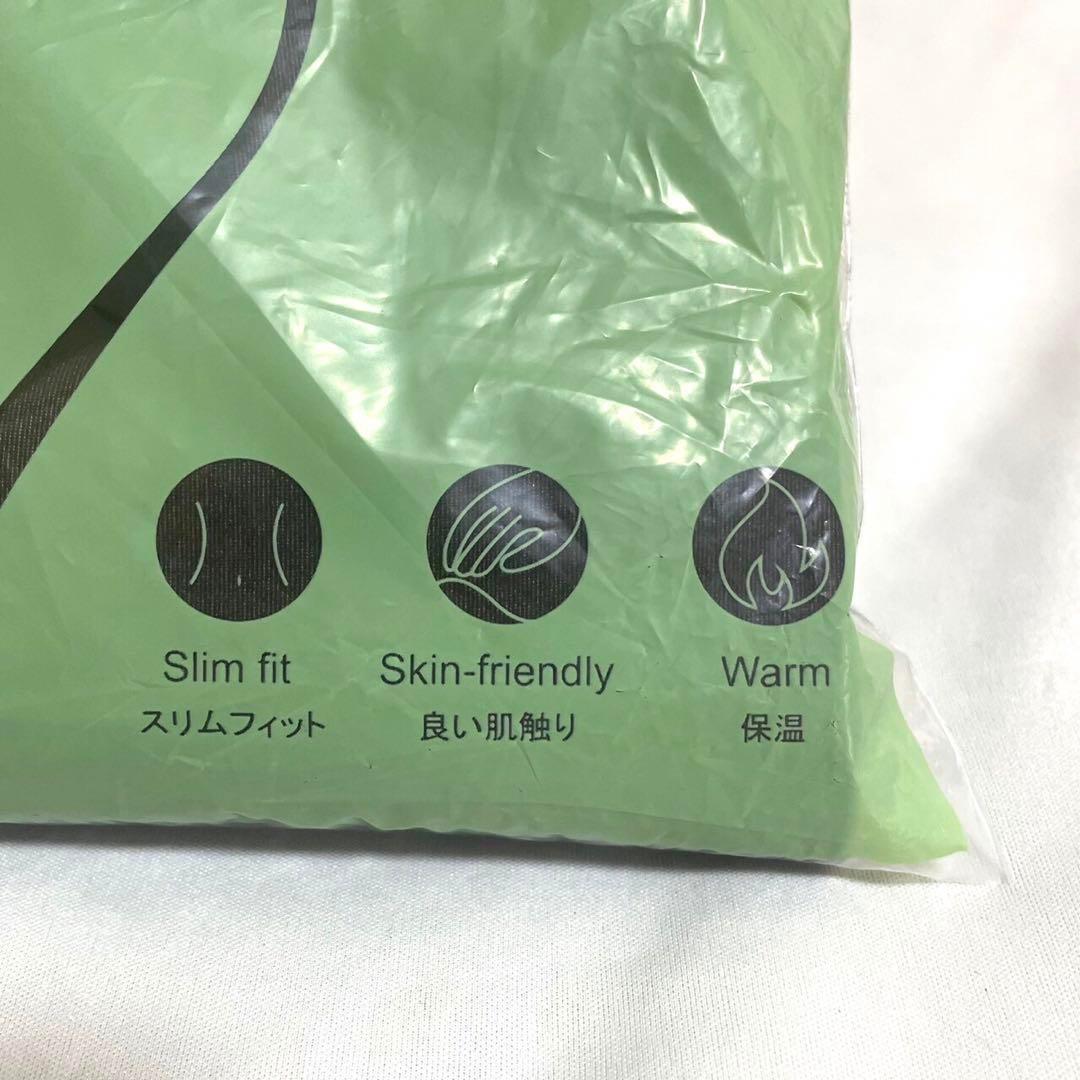 Slim fit
スリムフィット
Skin-friendly
良い肌触り
Warm
保温